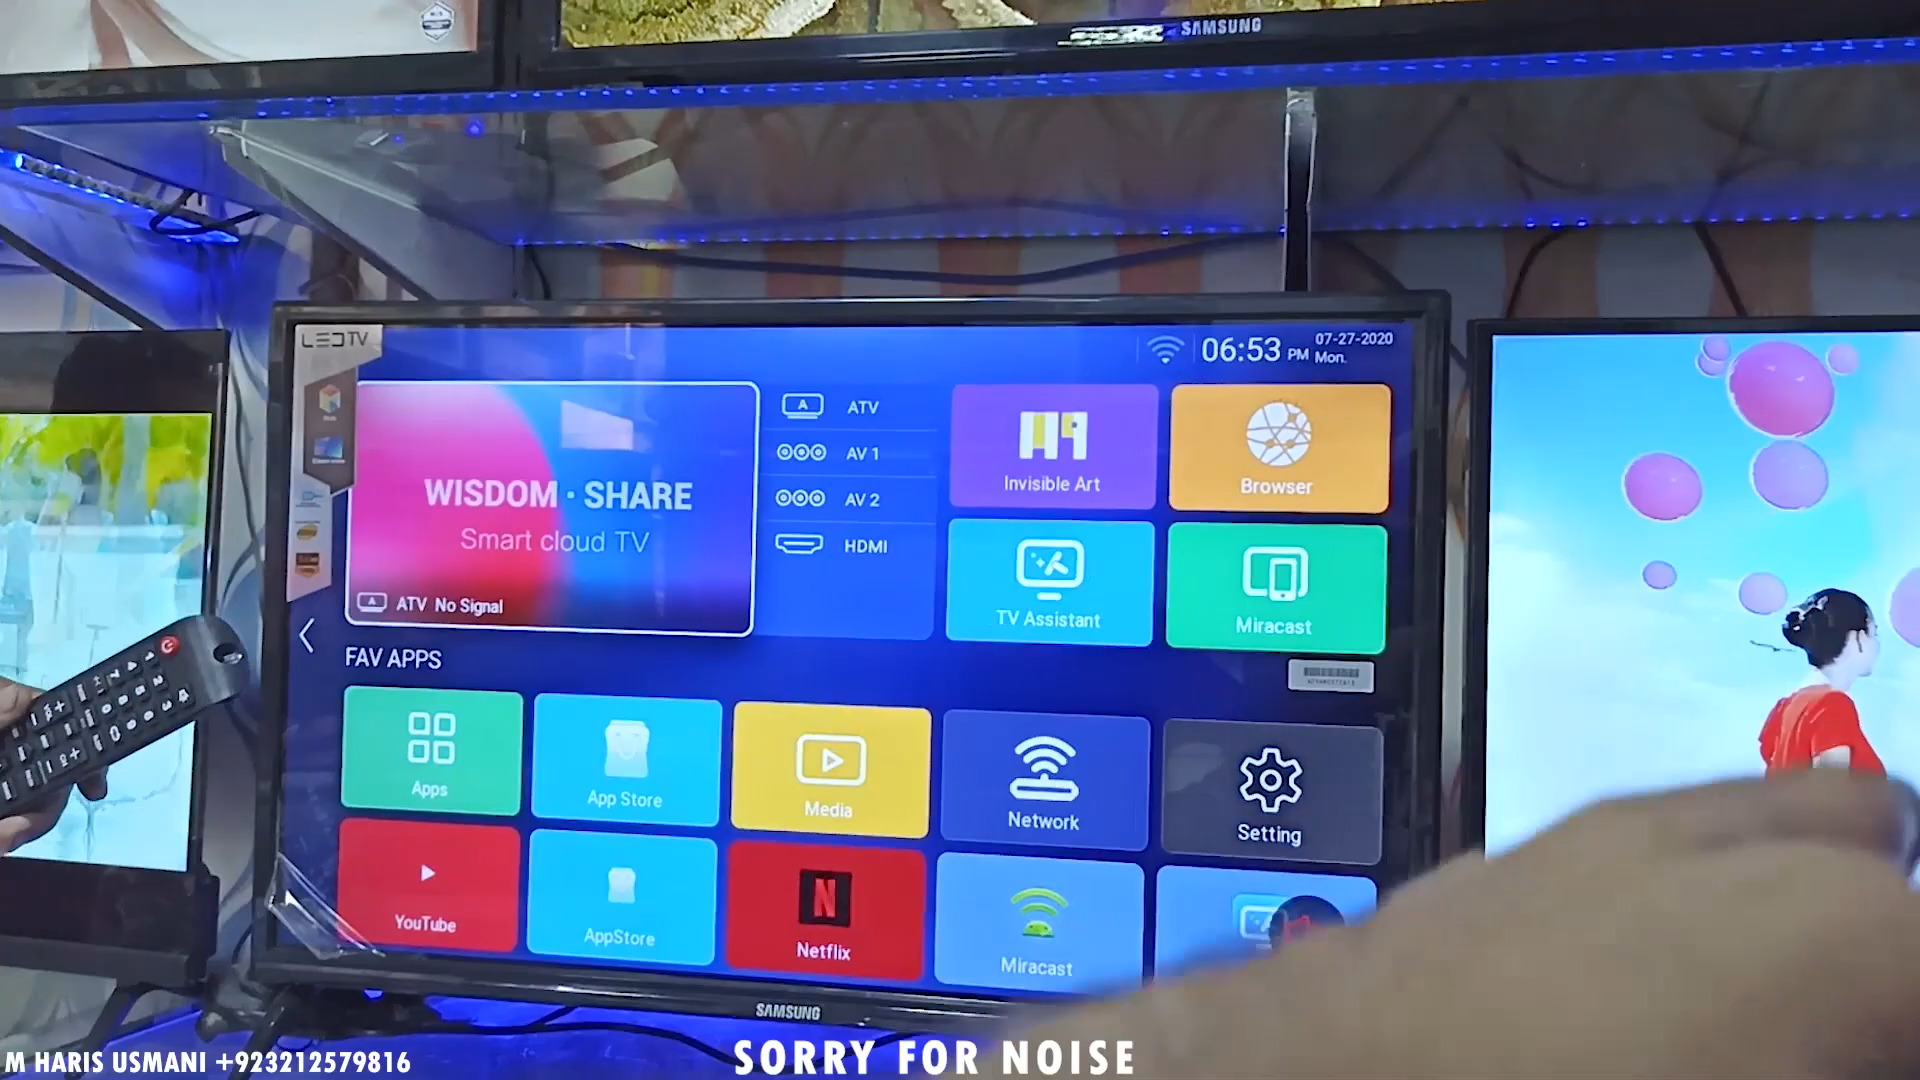 SAMSUNG
LEDTV
06:53 PM
07-27-2020
Mon.
WISDOM · SHARE
Smart cloud TV
ATV No Signal
A
ATV
AV 1
AV 2
HDMI
Invisible Art
Browser
TV Assistant
Miracast
FAV APPS
Apps
App Store
Media
Network
Setting
YouTube
AppStore
N
Netflix
Miracast
SAMSUNG
M HARIS USMANI +923212579816
SORRY FOR NOISE